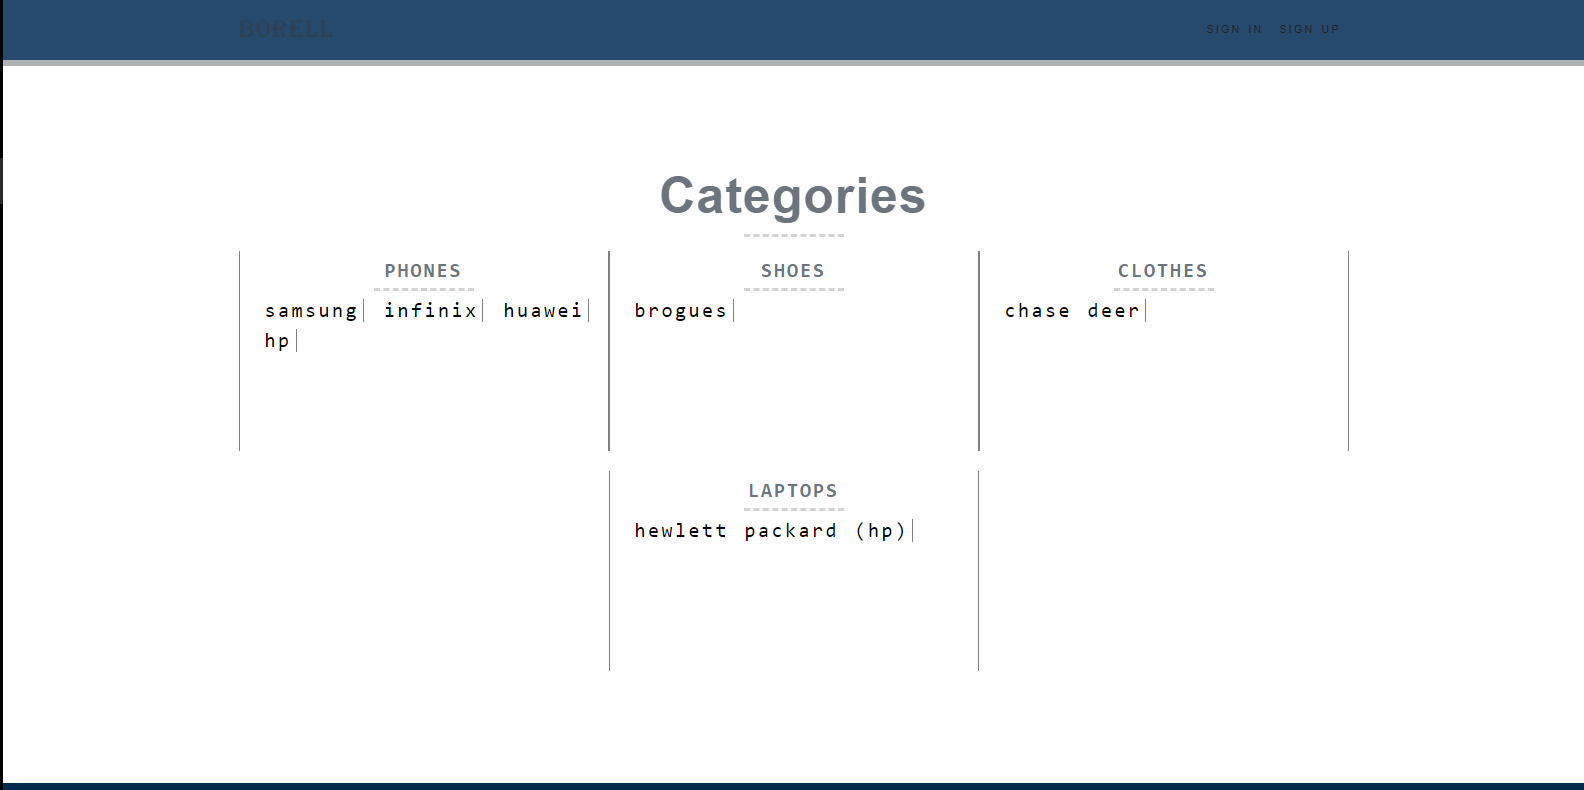 BORELL
SIGN IN SIGN UP
Categories
PHONES
samsung| infinix| huawei|
hp|
SHOES
brogues|
CLOTHES
chase deer|
LAPTOPS
hewlett packard (hp)|